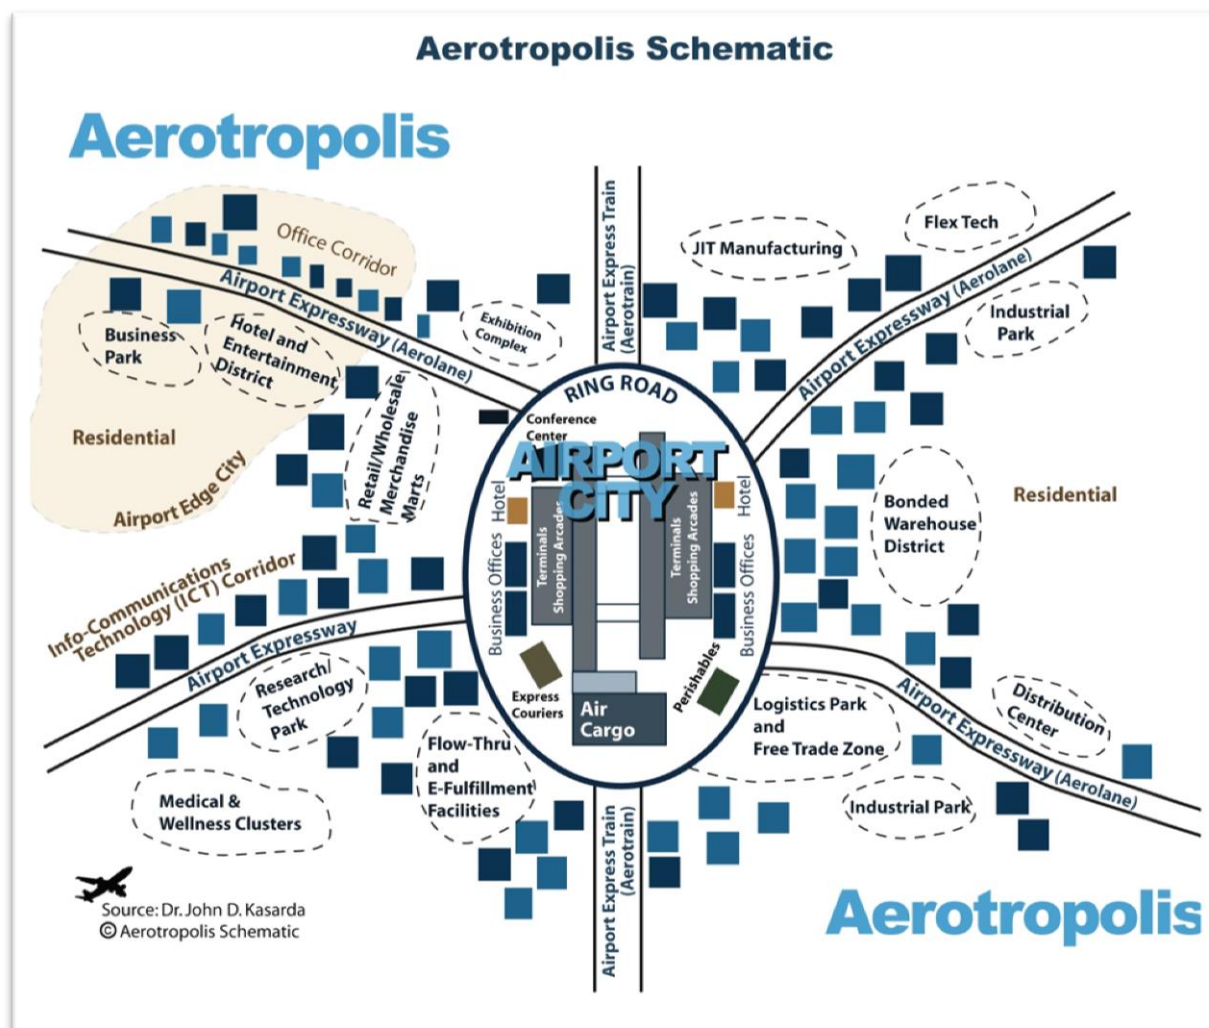 Aerotropolis Schematic
Aerotropolis
Office Corridor
Airport Expressway (Aerolane)
Business
Park
Hotel and
Entertainment
District
Exhibition
Complex
Residential
Airport Edge City
Retail/Wholesale
Merchandise
Marts
Airport Express Train
(Aerotrain)
JIT Manufacturing
Flex Tech
Airport Expressway (Aerolane)
Industrial
Park
RING ROAD
Conference
Center
AIRPORT
CITY
Hotel
Hotel
Terminals
Shopping Arcades
Terminals
Shopping Arcades
Business Offices
Business Offices
Express
Couriers
Air
Cargo
Perishables
Bonded
Warehouse
District
Residential
Info-Communications
Technology (ICT) Corridor
Airport Expressway
Research/
Technology
Park
Medical &
Wellness Clusters
Flow-Thru
and
E-Fulfillment
Facilities
Logistics Park
and
Free Trade Zone
Airport Expressway (Aerolane)
Distribution
Center
Industrial Park
Airport Express Train
(Aerotrain)
Source: Dr. John D. Kasarda
© Aerotropolis Schematic
Aerotropolis